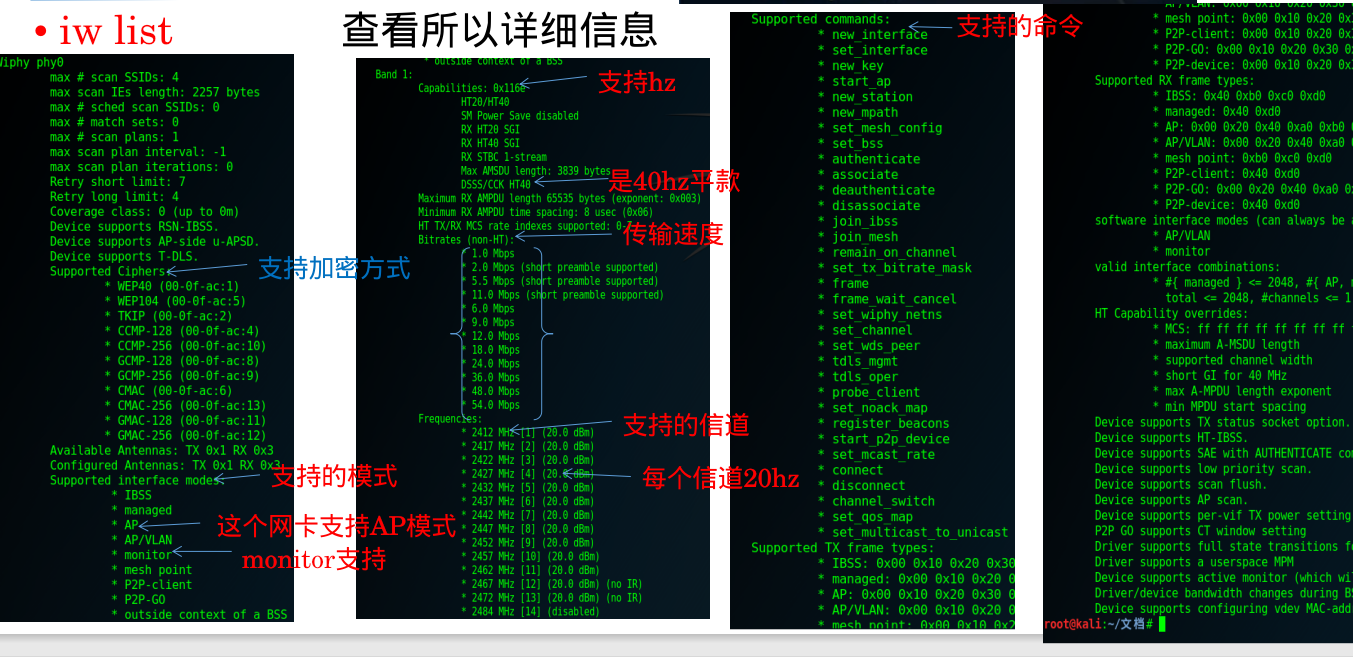 • iw list
查看所以详细信息
Wiphy phy0
max # scan SSIDs: 4
max scan IEs length: 2257 bytes
max # sched scan SSIDs: 0
max # match sets: 0
max # scan plans: 1
max scan plan interval: -1
max scan plan iterations: 0
Retry short limit: 7
Retry long limit: 4
Coverage class: 0 (up to 0m)
Device supports RSN-IBSS.
Device supports AP-side u-APSD.
Device supports T-DLS.
Supported Ciphers:
支持加密方式
* WEP40 (00-0f-ac:1)
* WEP104 (00-0f-ac:5)
* TKIP (00-0f-ac:2)
* CCMP-128 (00-0f-ac:4)
* CCMP-256 (00-0f-ac:10)
* GCMP-128 (00-0f-ac:8)
* GCMP-256 (00-0f-ac:9)
* CMAC (00-0f-ac:6)
* CMAC-256 (00-0f-ac:13)
* GMAC-128 (00-0f-ac:11)
* GMAC-256 (00-0f-ac:12)
Available Antennas: TX 0x1 RX 0x3
Configured Antennas: TX 0x1 RX 0x3
Supported interface modes:
支持的模式
* IBSS
* managed
* AP
这个网卡支持AP模式
* AP/VLAN
* monitor
monitor支持
* mesh point
* P2P-client
* P2P-GO
* outside context of a BSS
* outside context of a BSS
Band 1:
Capabilities: 0x116e
支持hz
HT20/HT40
SM Power Save disabled
RX HT20 SGI
RX HT40 SGI
RX STBC 1-stream
Max AMSDU length: 3839 bytes
DSSS/CCK HT40
是40hz平款
Maximum RX AMPDU length 65535 bytes (exponent: 0x003)
Minimum RX AMPDU time spacing: 8 usec (0x06)
HT TX/RX MCS rate indexes supported: 0-7
Bitrates (non-HT):
传输速度
* 1.0 Mbps
* 2.0 Mbps (short preamble supported)
* 5.5 Mbps (short preamble supported)
* 11.0 Mbps (short preamble supported)
* 6.0 Mbps
* 9.0 Mbps
* 12.0 Mbps
* 18.0 Mbps
* 24.0 Mbps
* 36.0 Mbps
* 48.0 Mbps
* 54.0 Mbps
Frequencies:
支持的信道
* 2412 MHz [1] (20.0 dBm)
* 2417 MHz [2] (20.0 dBm)
* 2422 MHz [3] (20.0 dBm)
* 2427 MHz [4] (20.0 dBm)
每个信道20hz
* 2432 MHz [5] (20.0 dBm)
* 2437 MHz [6] (20.0 dBm)
* 2442 MHz [7] (20.0 dBm)
* 2447 MHz [8] (20.0 dBm)
* 2452 MHz [9] (20.0 dBm)
* 2457 MHz [10] (20.0 dBm)
* 2462 MHz [11] (20.0 dBm)
* 2467 MHz [12] (20.0 dBm) (no IR)
* 2472 MHz [13] (20.0 dBm) (no IR)
* 2484 MHz [14] (disabled)
Supported commands:
支持的命令
* new_interface
* set_interface
* new_key
* start_ap
* new_station
* new_mpath
* set_mesh_config
* set_bss
* authenticate
* associate
* deauthenticate
* disassociate
* join_ibss
* join_mesh
* remain_on_channel
* set_tx_bitrate_mask
* frame
* frame_wait_cancel
* set_wiphy_netns
* set_channel
* set_wds_peer
* tdls_mgmt
* tdls_oper
* probe_client
* set_noack_map
* register_beacons
* start_p2p_device
* set_mcast_rate
* connect
* disconnect
* channel_switch
* set_qos_map
* set_multicast_to_unicast
Supported TX frame types:
* IBSS: 0x00 0x10 0x20 0x30
* managed: 0x00 0x10 0x20 0
* AP: 0x00 0x10 0x20 0x30 0
* AP/VLAN: 0x00 0x10 0x20 0
* mesh point: 0x00 0x10 0x2
* AP/VLAN: 0x00 0x10 0x20 0x30
* mesh point: 0x00 0x10 0x20 0x
* P2P-client: 0x00 0x10 0x20 0x
* P2P-GO: 0x00 0x10 0x20 0x30 0
* P2P-device: 0x00 0x10 0x20 0x
Supported RX frame types:
* IBSS: 0x40 0xb0 0xc0 0xd0
* managed: 0x40 0xd0
* AP: 0x00 0x20 0x40 0xa0 0xb0
* AP/VLAN: 0x00 0x20 0x40 0xa0
* mesh point: 0xb0 0xc0 0xd0
* P2P-client: 0x40 0xd0
* P2P-GO: 0x00 0x20 0x40 0xa0 0
* P2P-device: 0x40 0xd0
software interface modes (can always be a
* AP/VLAN
* monitor
valid interface combinations:
* #{ managed } <= 2048, #{ AP, m
total <= 2048, #channels <= 1
HT Capability overrides:
* MCS: ff ff ff ff ff ff ff
* maximum A-MSDU length
* supported channel width
* short GI for 40 MHz
* max A-MPDU length exponent
* min MPDU start spacing
Device supports TX status socket option.
Device supports HT-IBSS.
Device supports SAE with AUTHENTICATE com
Device supports low priority scan.
Device supports scan flush.
Device supports AP scan.
Device supports per-vif TX power setting
P2P GO supports CT window setting
Driver supports full state transitions fo
Driver supports a userspace MPM
Device supports active monitor (which wil
Driver/device bandwidth changes during BS
Device supports configuring vdev MAC-add
root@kali:~/文档#